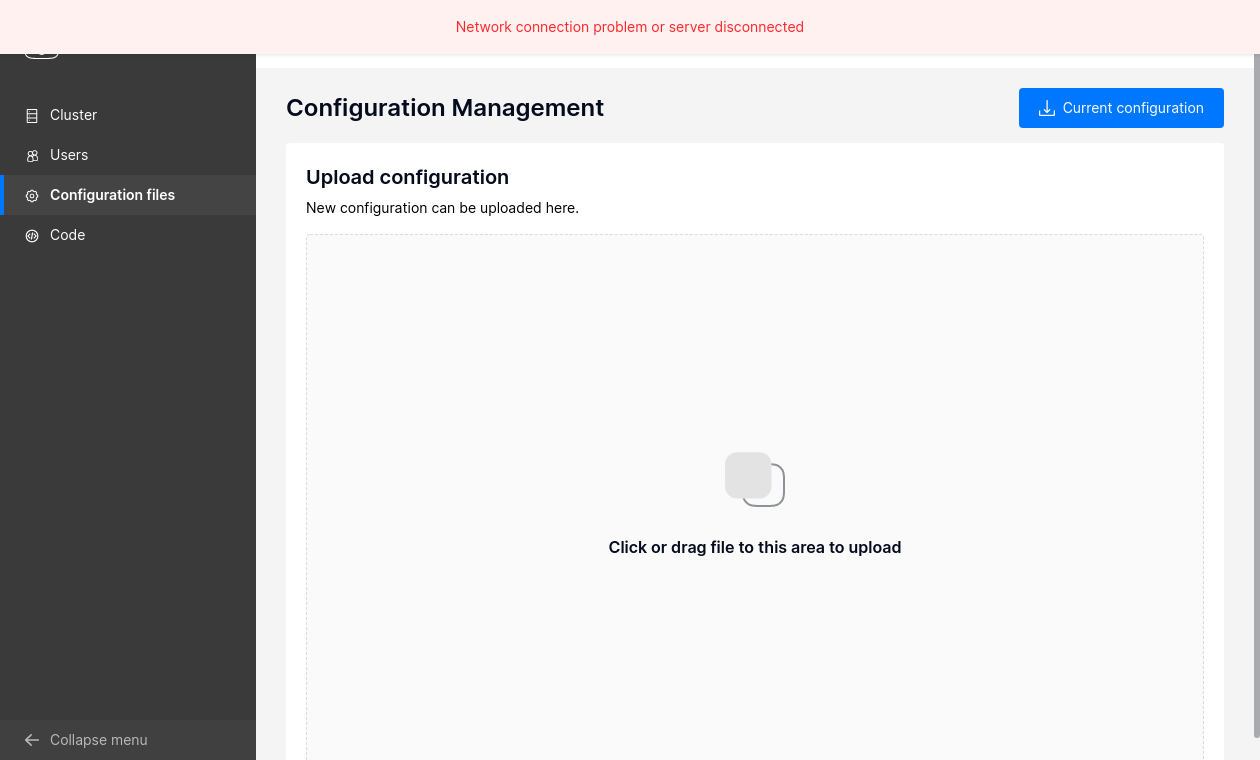 Network connection problem or server disconnected
Cluster
Users
Configuration files
Code
Collapse menu
Configuration Management
Current configuration
Upload configuration
New configuration can be uploaded here.
Click or drag file to this area to upload